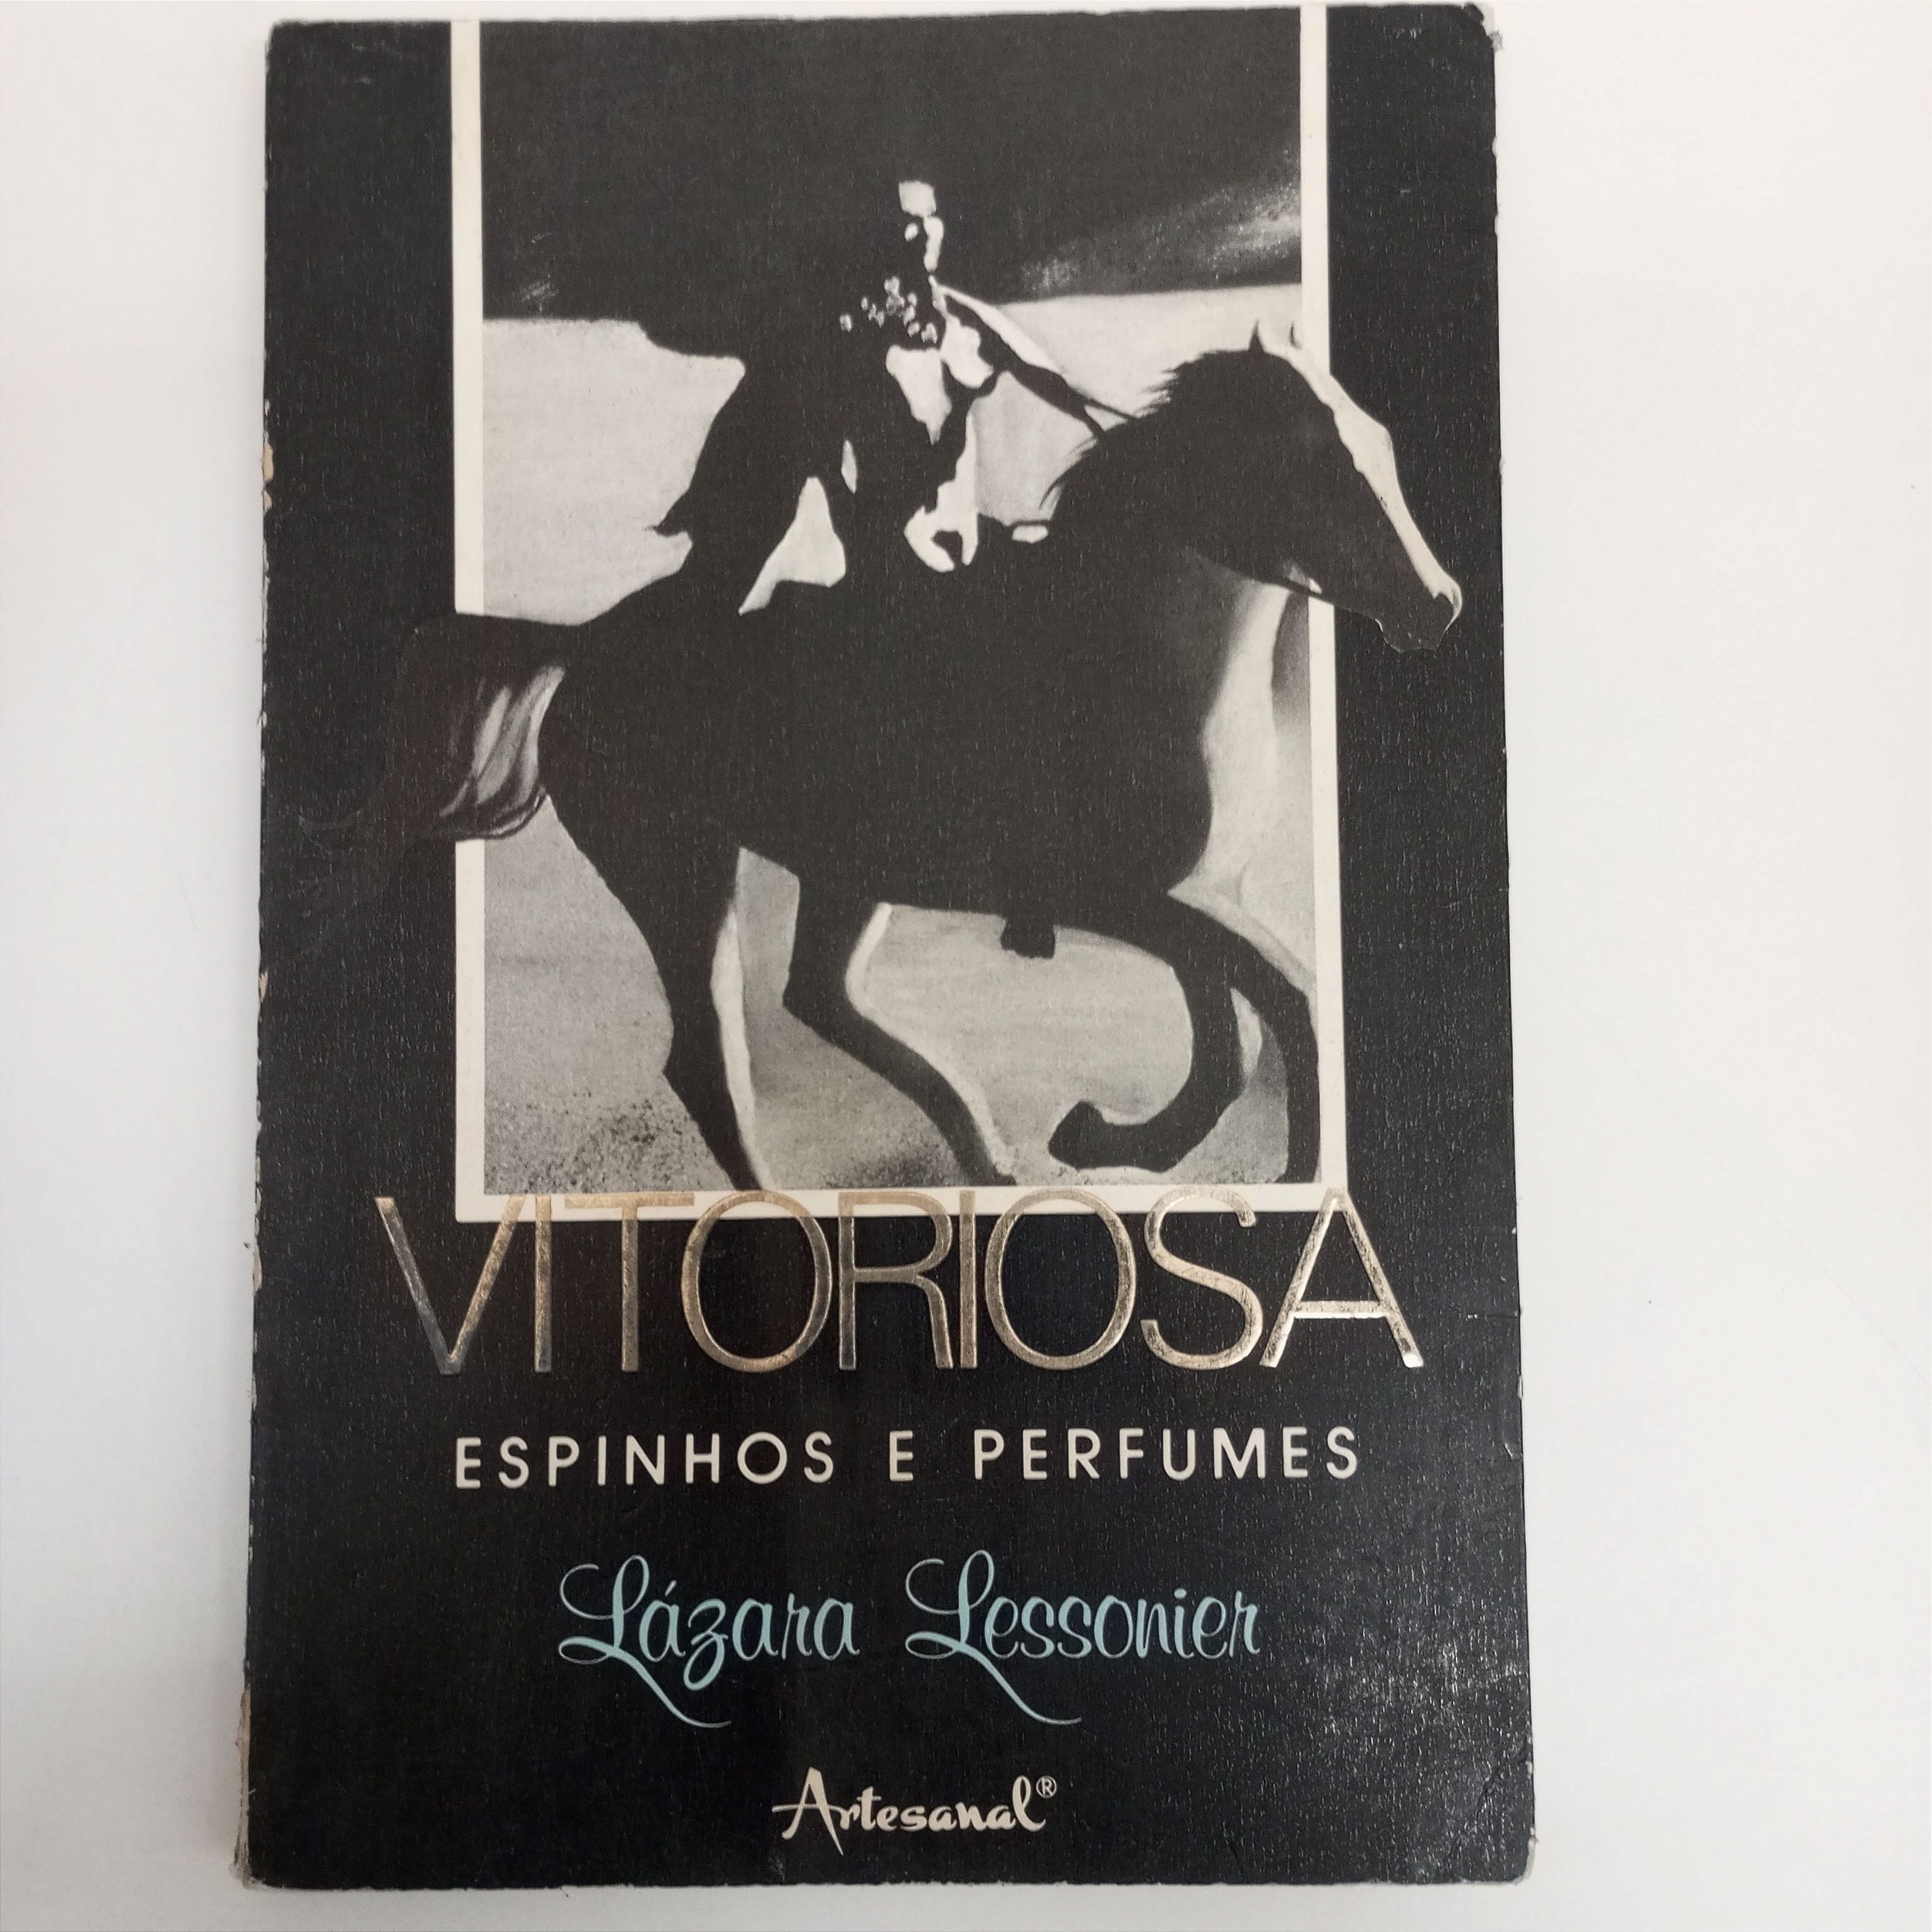 VITORIOSA
ESPINHOS E PERFUMES
Lázara Lessonier
Artesanal®